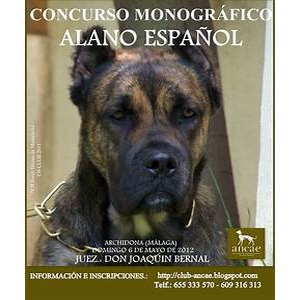 CONCURSO MONOGRÁFICO
ALANO ESPAÑOL
ARCHIDONA (MÁLAGA)
DOMINGO 6 DE MAYO DE 2012
JUEZ.. DON JOAQUIN BERNAL
ancae
INFORMACIÓN E INSCRIPCIONES.: http://club-ancae.blogspot.com
Telf.: 655 333 570 - 609 316 313